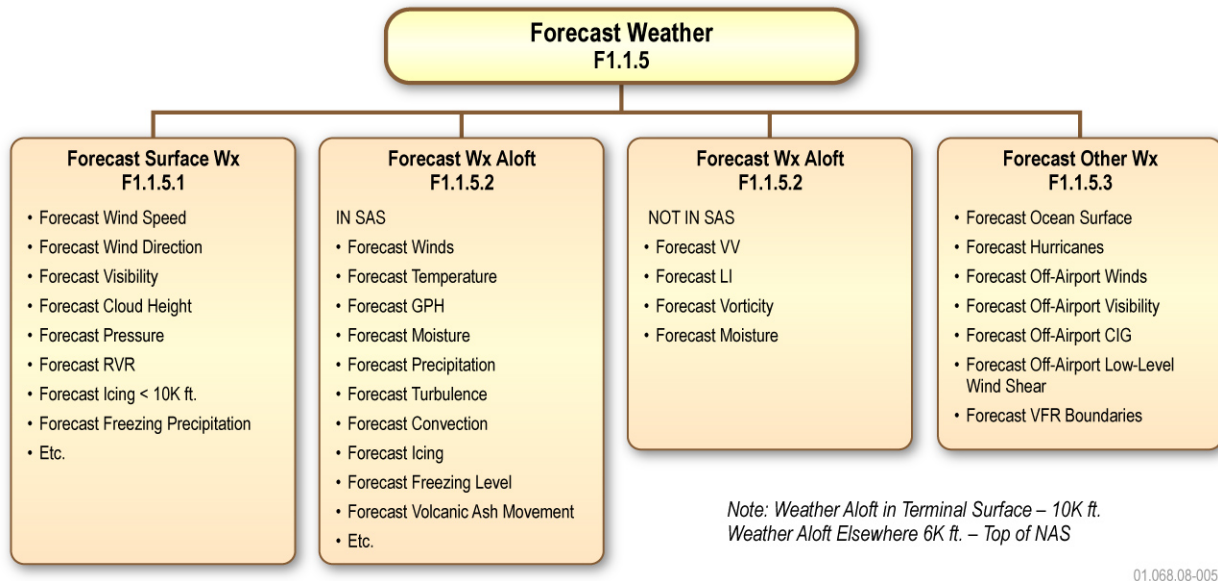 Forecast Weather
F1.1.5
Forecast Surface Wx
F1.1.5.1
• Forecast Wind Speed
• Forecast Wind Direction
• Forecast Visibility
• Forecast Cloud Height
• Forecast Pressure
• Forecast RVR
• Forecast Icing < 10K ft.
• Forecast Freezing Precipitation
• Etc.
Forecast Wx Aloft
F1.1.5.2
IN SAS
• Forecast Winds
• Forecast Temperature
• Forecast GPH
• Forecast Moisture
• Forecast Precipitation
• Forecast Turbulence
• Forecast Convection
• Forecast Icing
• Forecast Freezing Level
• Forecast Volcanic Ash Movement
• Etc.
Forecast Wx Aloft
F1.1.5.2
NOT IN SAS
• Forecast VV
• Forecast LI
• Forecast Vorticity
• Forecast Moisture
Forecast Other Wx
F1.1.5.3
• Forecast Ocean Surface
• Forecast Hurricanes
• Forecast Off-Airport Winds
• Forecast Off-Airport Visibility
• Forecast Off-Airport CIG
• Forecast Off-Airport Low-Level
Wind Shear
• Forecast VFR Boundaries
Note: Weather Aloft in Terminal Surface – 10K ft.
Weather Aloft Elsewhere 6K ft. – Top of NAS
01.068.08-005